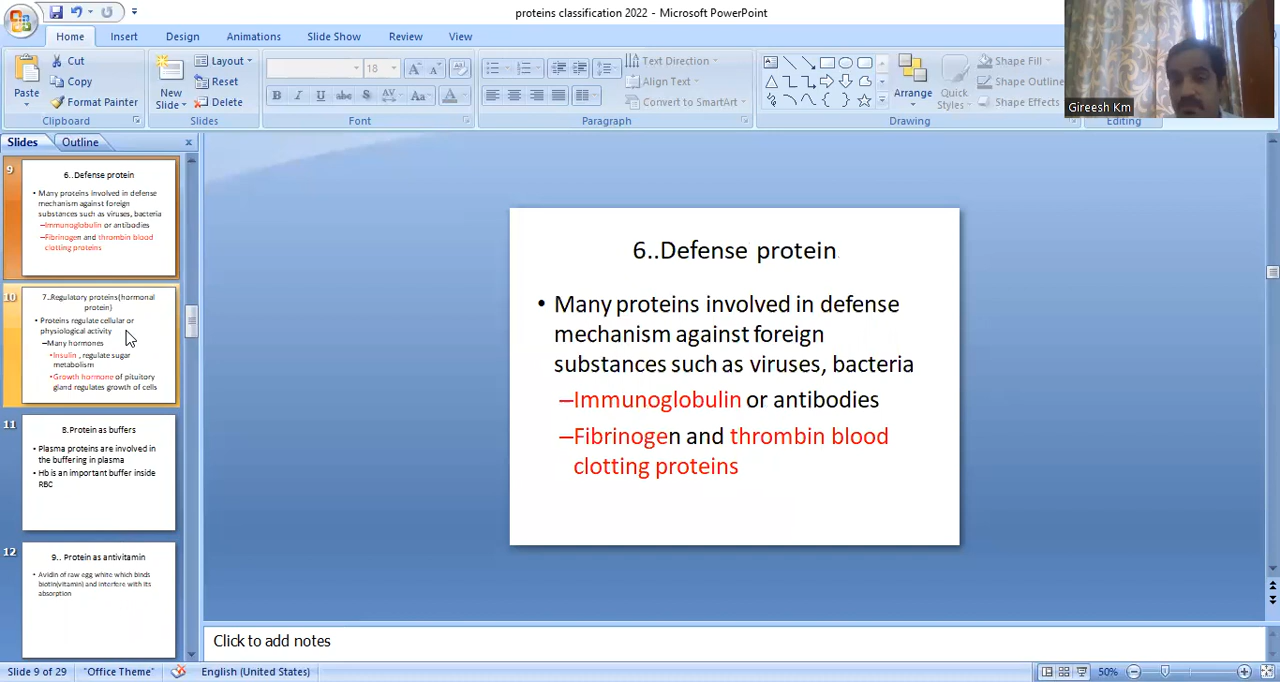 proteins classification 2022 - Microsoft PowerPoint
Home Insert Design Animations Slide Show Review View
Paste
Cut
Copy
Format Painter
Clipboard
New
Slide
Layout
Reset
Delete
Slides
18
B I U abc S AV Aa A
Font
Text Direction
Align Text
Convert to SmartArt
Paragraph
Arrange
Quick
Styles
Shape Fill
Shape Outline
Shape Effects
Drawing
Editing
Gireesh Km
Slides Outline
9
6..Defense protein
• Many proteins involved in defense
mechanism against foreign
substances such as viruses, bacteria
–Immunoglobulin or antibodies
–Fibrinogen and thrombin blood
clotting proteins
10
7..Regulatory proteins(hormonal
protein)
• Proteins regulate cellular or
physiological activity
–Many hormones
•Insulin , regulate sugar
metabolism
•Growth hormone of pituitory
gland regulates growth of cells
11
8.Protein as buffers
• Plasma proteins are involved in
the buffering in plasma
• Hb is an important buffer inside
RBC
12
9.. Protein as antivitamin
• Avidin of raw egg white which binds
biotin(vitamin) and interfere with its
absorption
6..Defense protein
• Many proteins involved in defense
mechanism against foreign
substances such as viruses, bacteria
–Immunoglobulin or antibodies
–Fibrinogen and thrombin blood
clotting proteins
Click to add notes
Slide 9 of 29 "Office Theme" English (United States) 50%